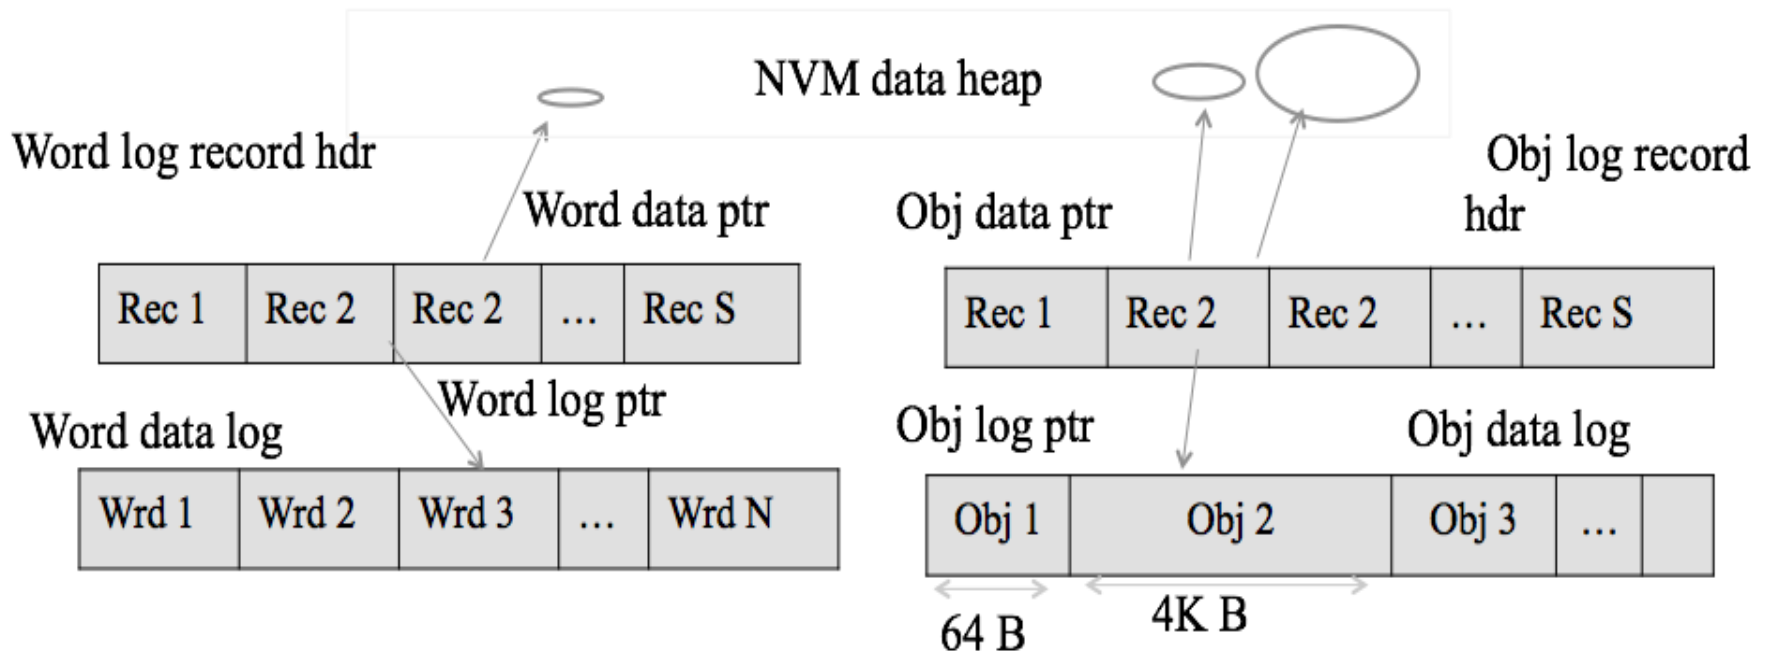 NVM data heap
Word log record hdr
Obj log record
hdr
Word data ptr
Obj data ptr
Rec 1 Rec 2 Rec 2 ... Rec S
Rec 1 Rec 2 Rec 2 ... Rec S
Word log ptr
Word data log
Obj log ptr
Obj data log
Wrd 1 Wrd 2 Wrd 3 ... Wrd N
Obj 1 Obj 2 Obj 3 ...
64 B
4K B